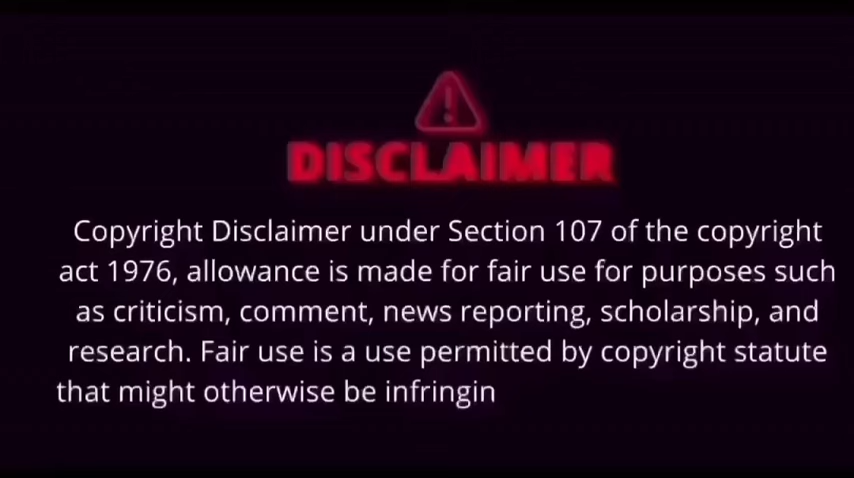 DISCLAIMER
Copyright Disclaimer under Section 107 of the copyright
act 1976, allowance is made for fair use for purposes such
as criticism, comment, news reporting, scholarship, and
research. Fair use is a use permitted by copyright statute
that might otherwise be infringin